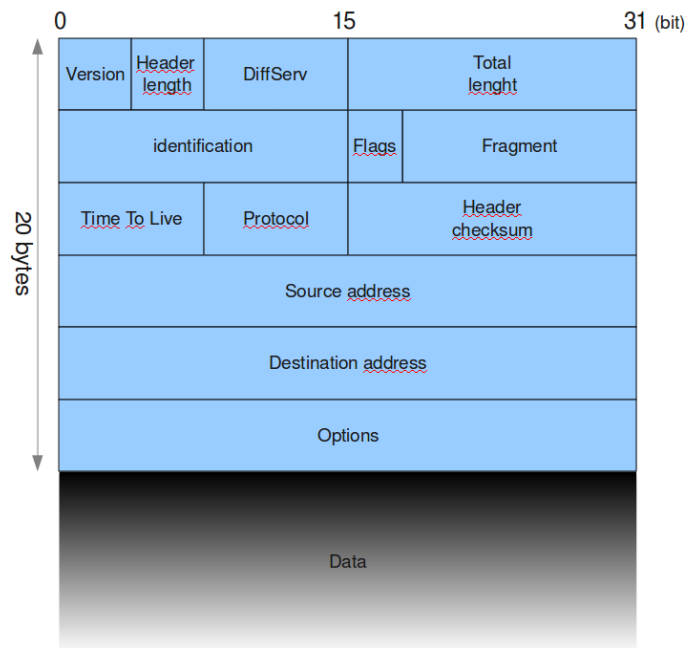 0 15 31 (bit)
Version Header length DiffServ Total lenght
identification Flags Fragment
Time To Live Protocol Header checksum
20 bytes
Source address
Destination address
Options
Data